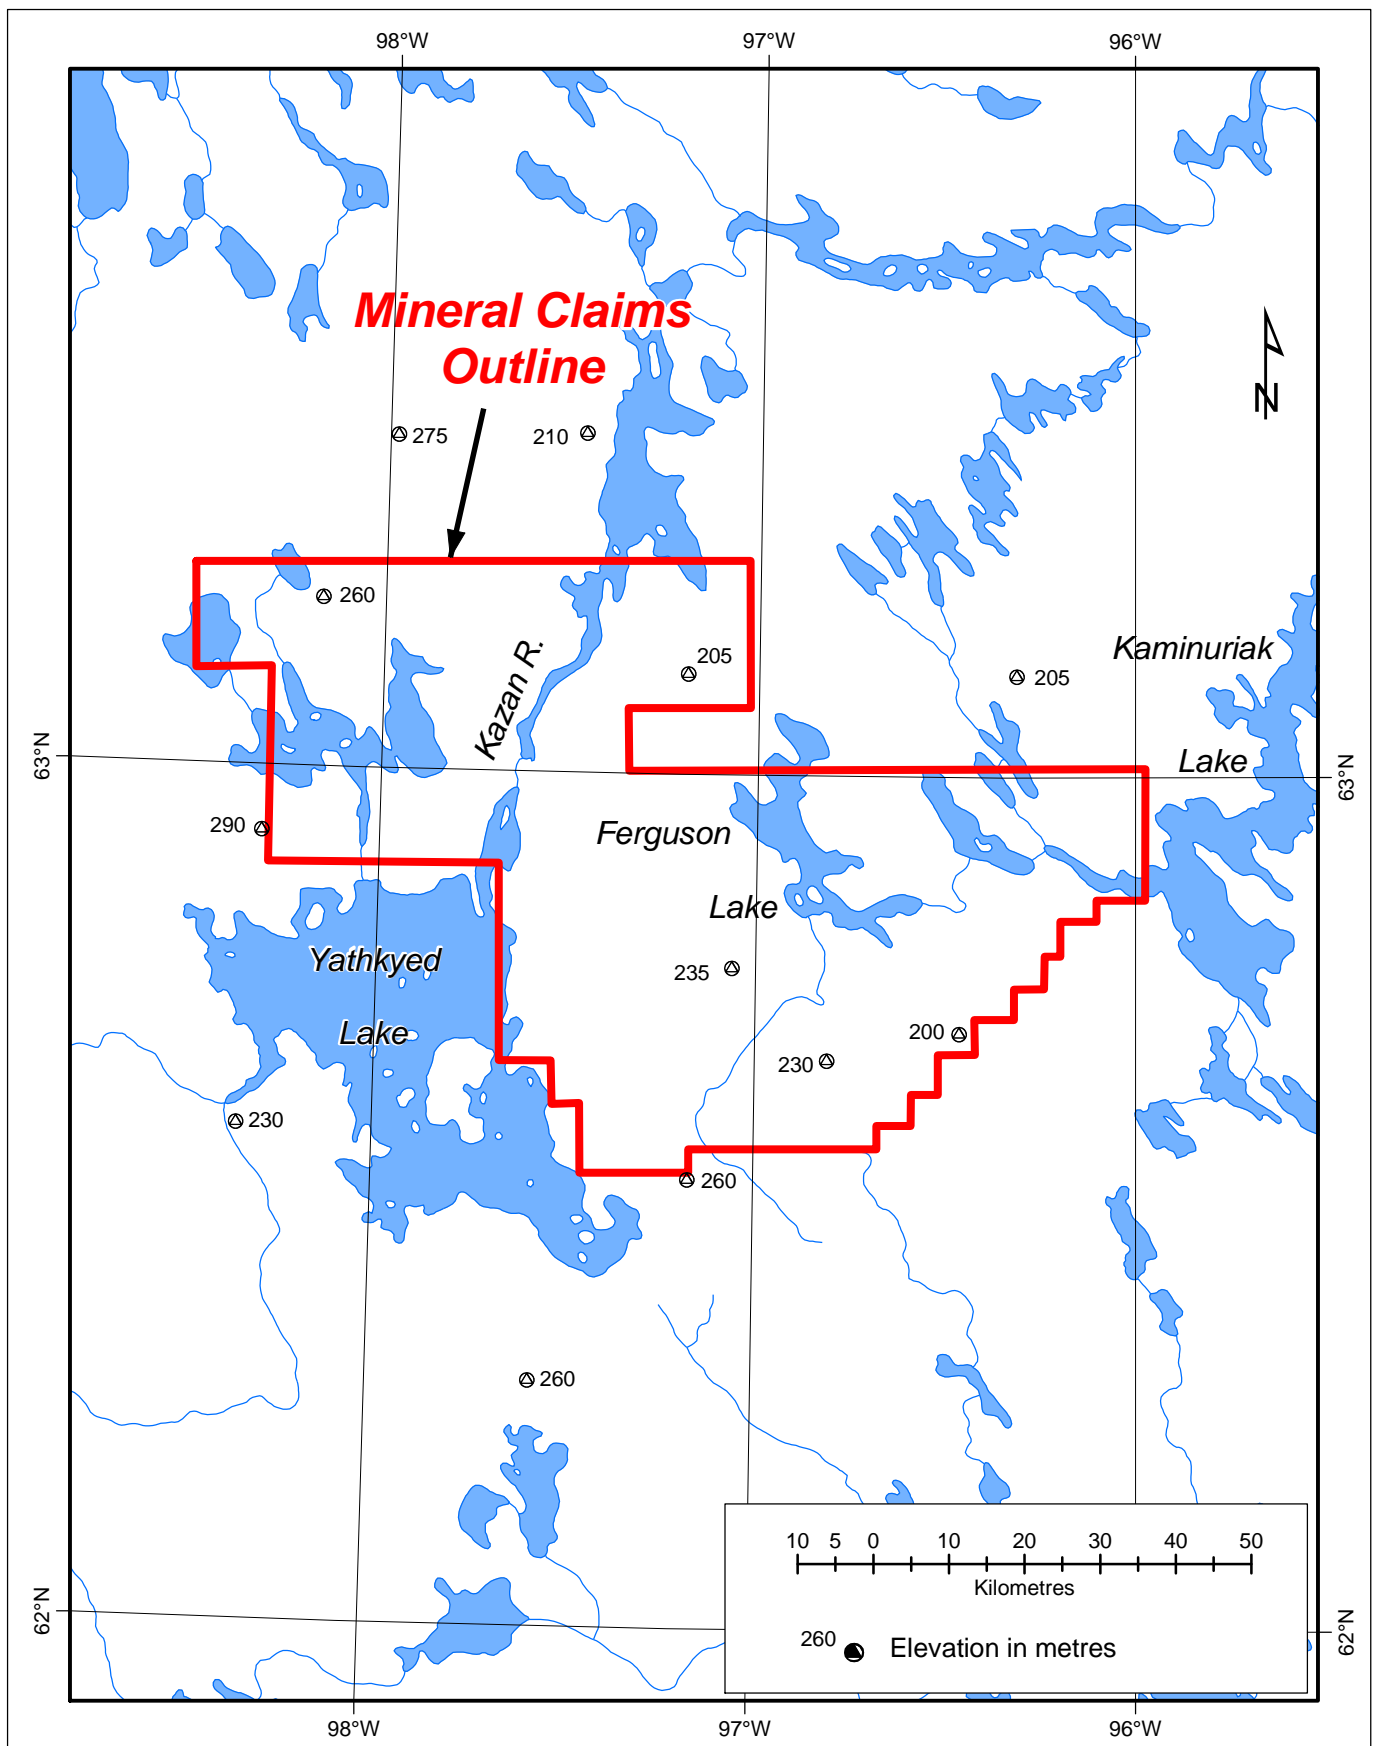 98°W
97°W
96°W
Mineral Claims
Outline
275
210
260
205
Kaminuriak
205
Kazan R.
63°N
Lake
63°N
290
Ferguson
Lake
Yathkyed
235
Lake
200
230
230
260
260
10 5 0 10 20 30 40 50
Kilometres
62°N
62°N
260
Elevation in metres
98°W
97°W
96°W
N